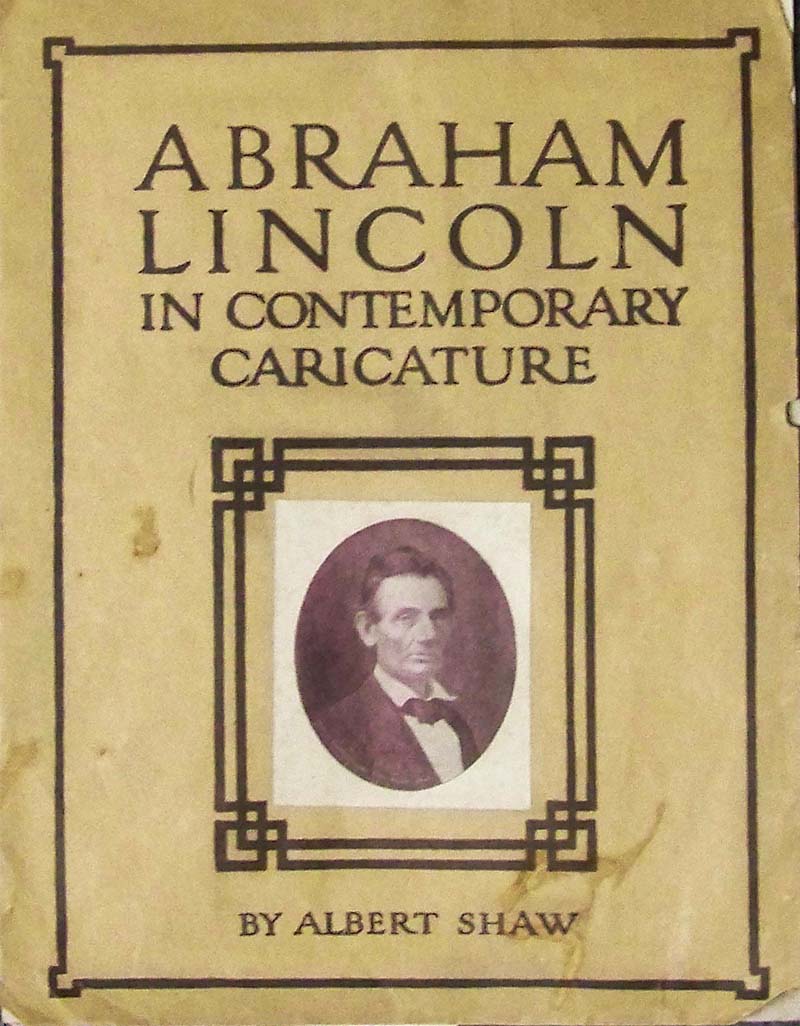 ABRAHAM
LINCOLN
IN CONTEMPORARY
CARICATURE
BY ALBERT SHAW